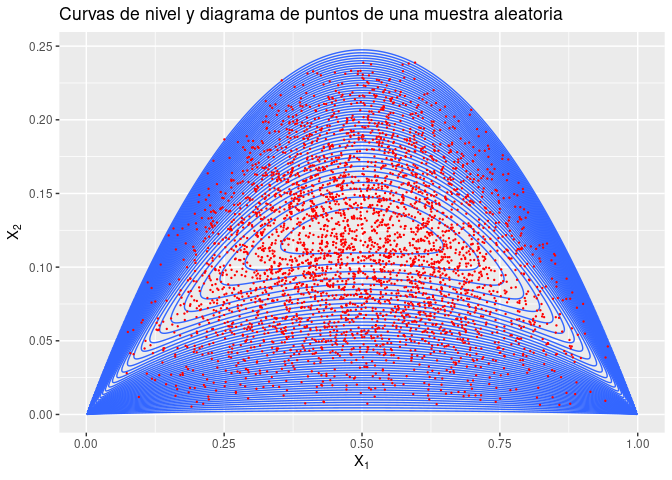 Curvas de nivel y diagrama de puntos de una muestra aleatoria
0.25
0.20
0.15
0.10
0.05
0.00
X₂
0.00 0.25 0.50 0.75 1.00
X₁